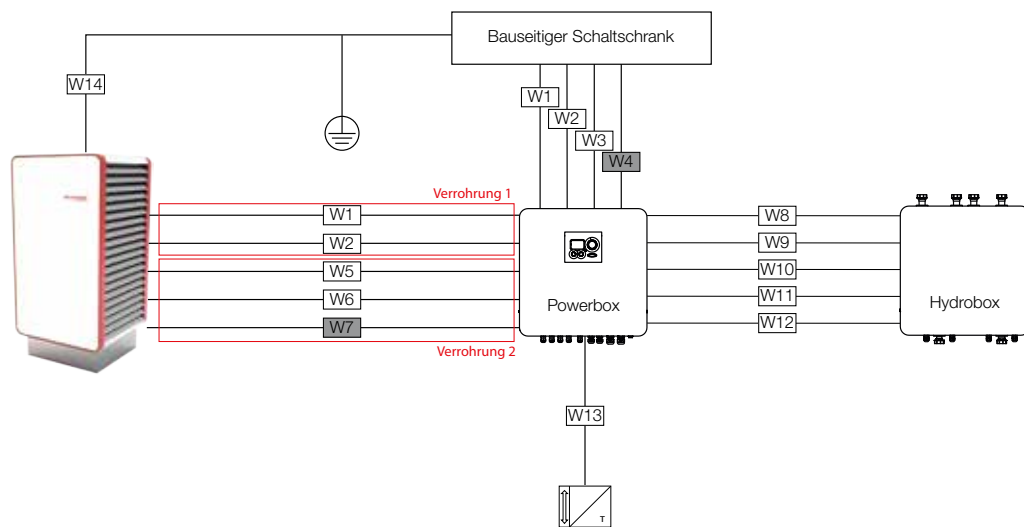 Bauseitiger Schaltschrank
W14
W1
W2
W3
W4
Verrohrung 1
W1
W2
W5
W6
W7
Verrohrung 2
Powerbox
W8
W9
W10
W11
W12
Hydrobox
W13
T